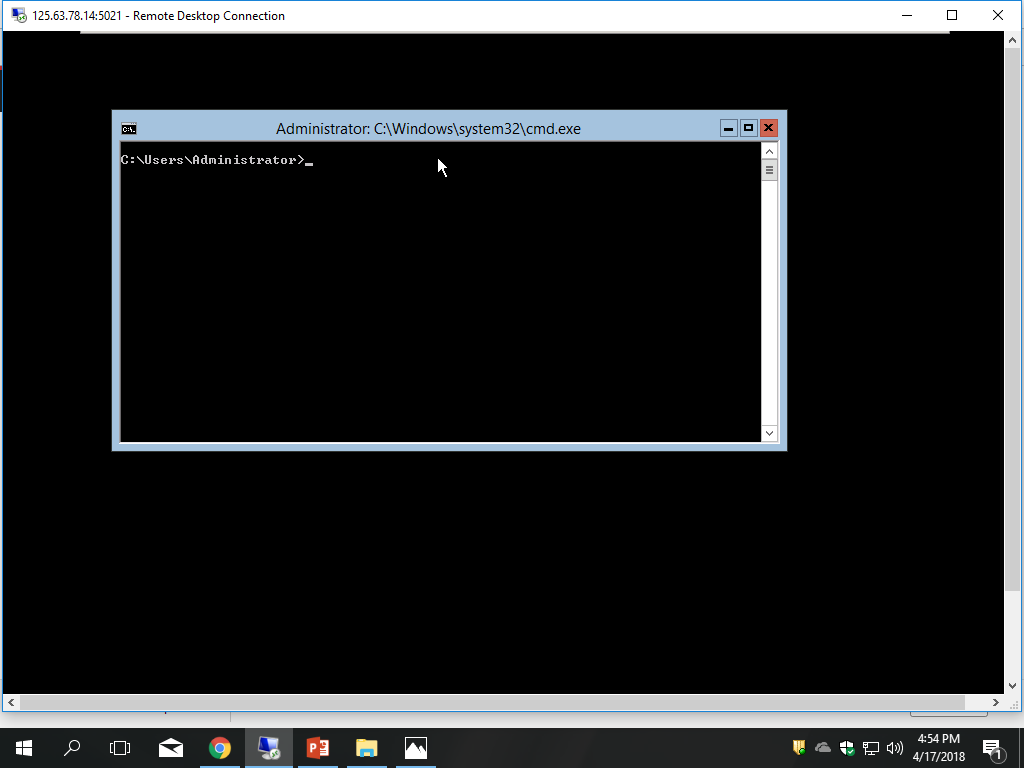 125.63.78.14:5021 - Remote Desktop Connection
Administrator: C:\Windows\system32\cmd.exe
C:\Users\Administrator>_
4:54 PM
4/17/2018
1